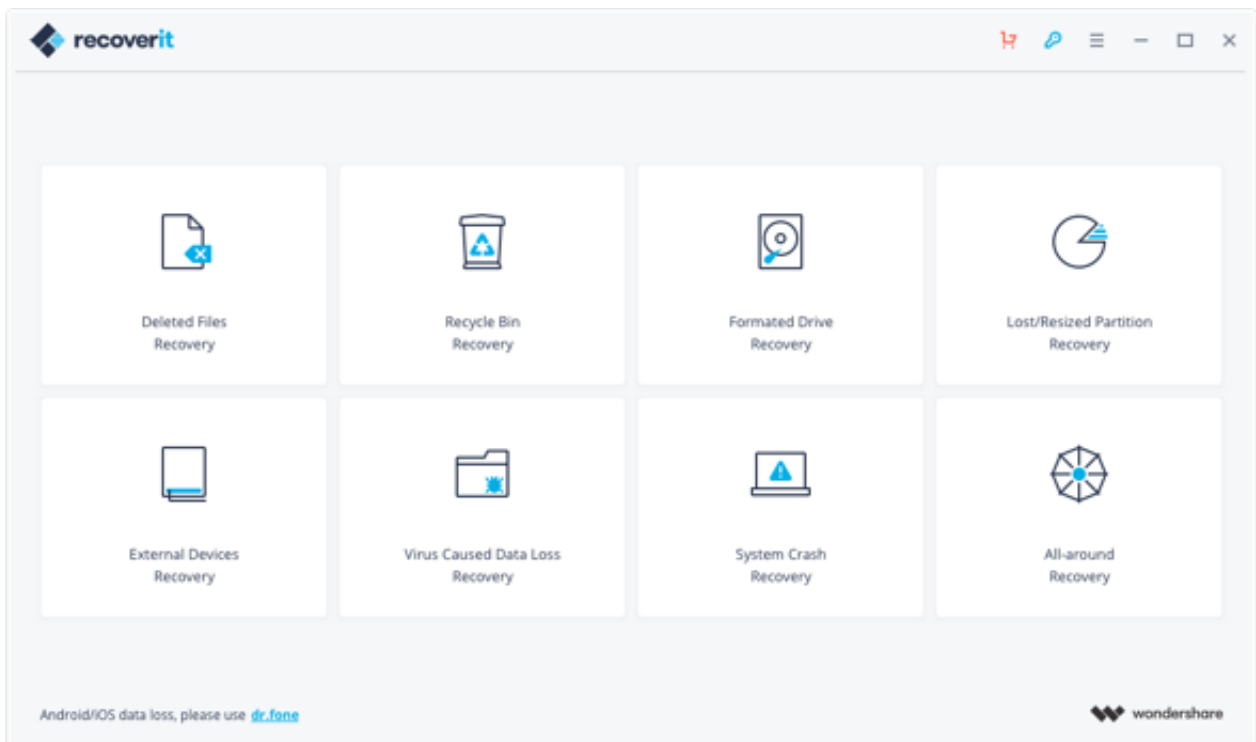 recoverit
Deleted Files
Recovery
Recycle Bin
Recovery
Formated Drive
Recovery
Lost/Resized Partition
Recovery
External Devices
Recovery
Virus Caused Data Loss
Recovery
System Crash
Recovery
All-around
Recovery
Android/iOS data loss, please use dr.fone
wondershare